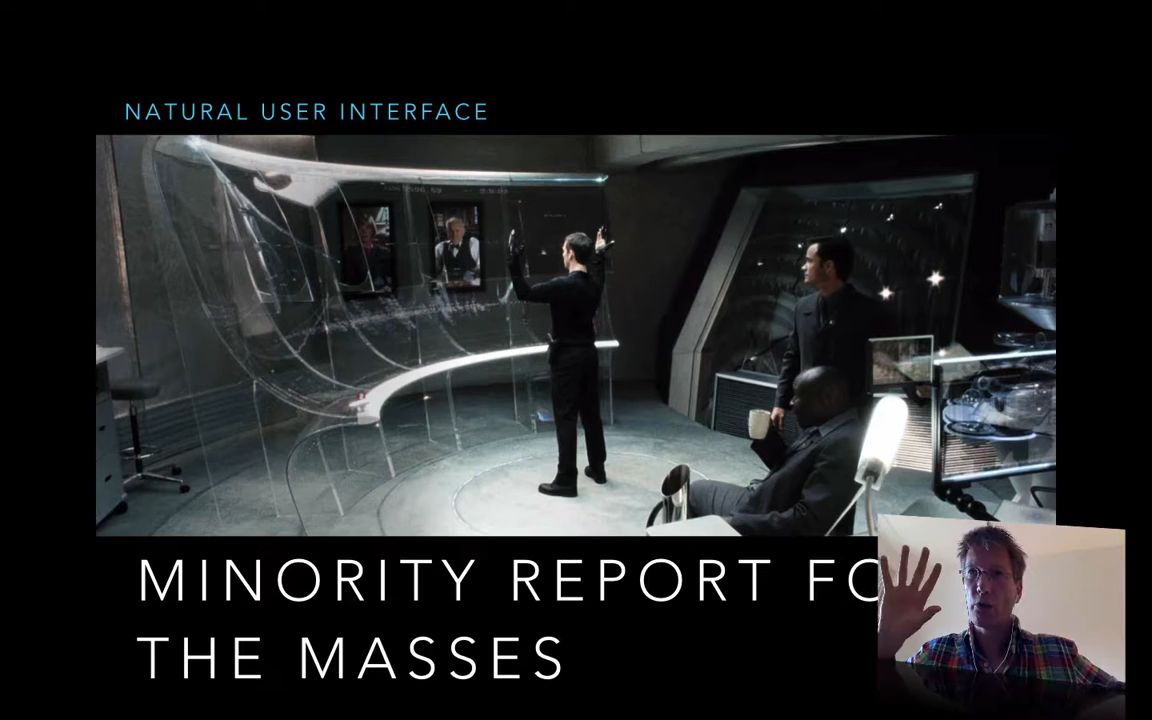 NATURAL USER INTERFACE
MINORITY REPORT FO
THE MASSES